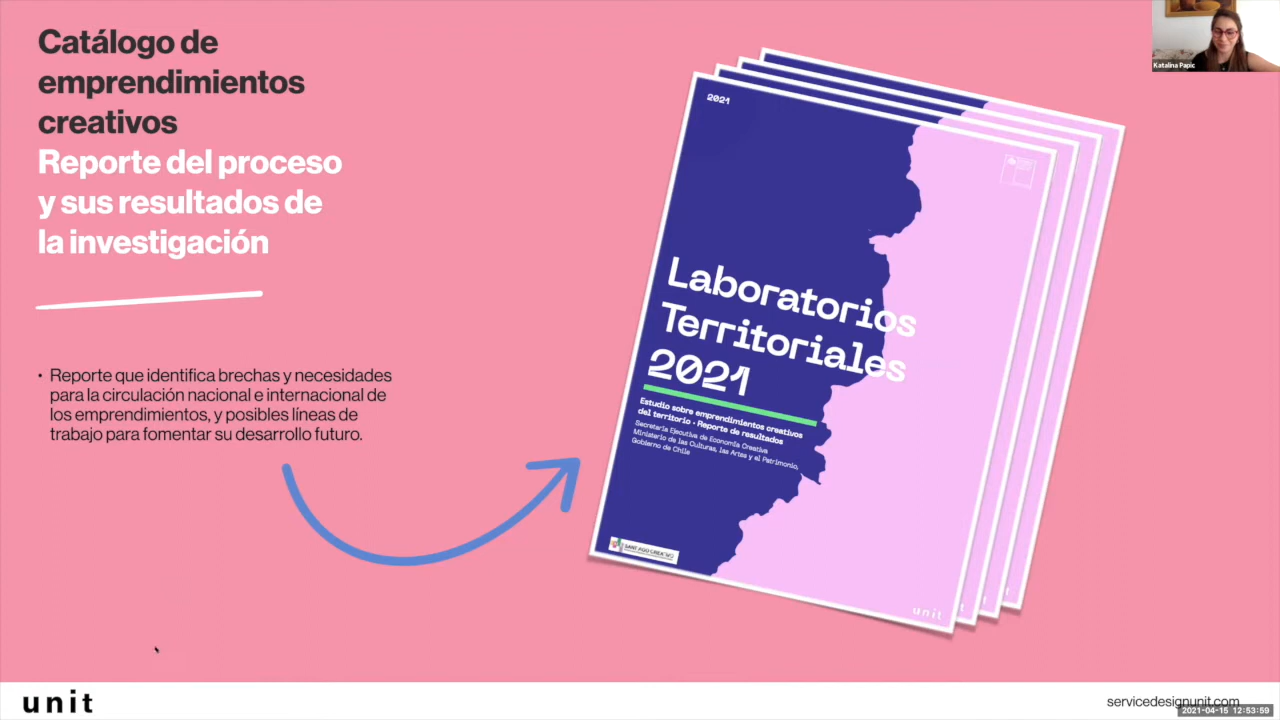 Catálogo de
emprendimientos
creativos
Reporte del proceso
y sus resultados de
la investigación
• Reporte que identifica brechas y necesidades
para la circulación nacional e internacional de
los emprendimientos, y posibles líneas de
trabajo para fomentar su desarrollo futuro.
2021
Laboratorios
Territoriales
2021
Estudio sobre emprendimientos creativos
del territorio - Reporte de resultados
Secretaría Ejecutiva de Economía Creativa
Ministerio de las Culturas, las Artes y el Patrimonio,
Gobierno de Chile
SANTIAGO CREATIVO
unit
Katalina Papic
unit
servicedesignunit.com
2021-04-15 12:53:59